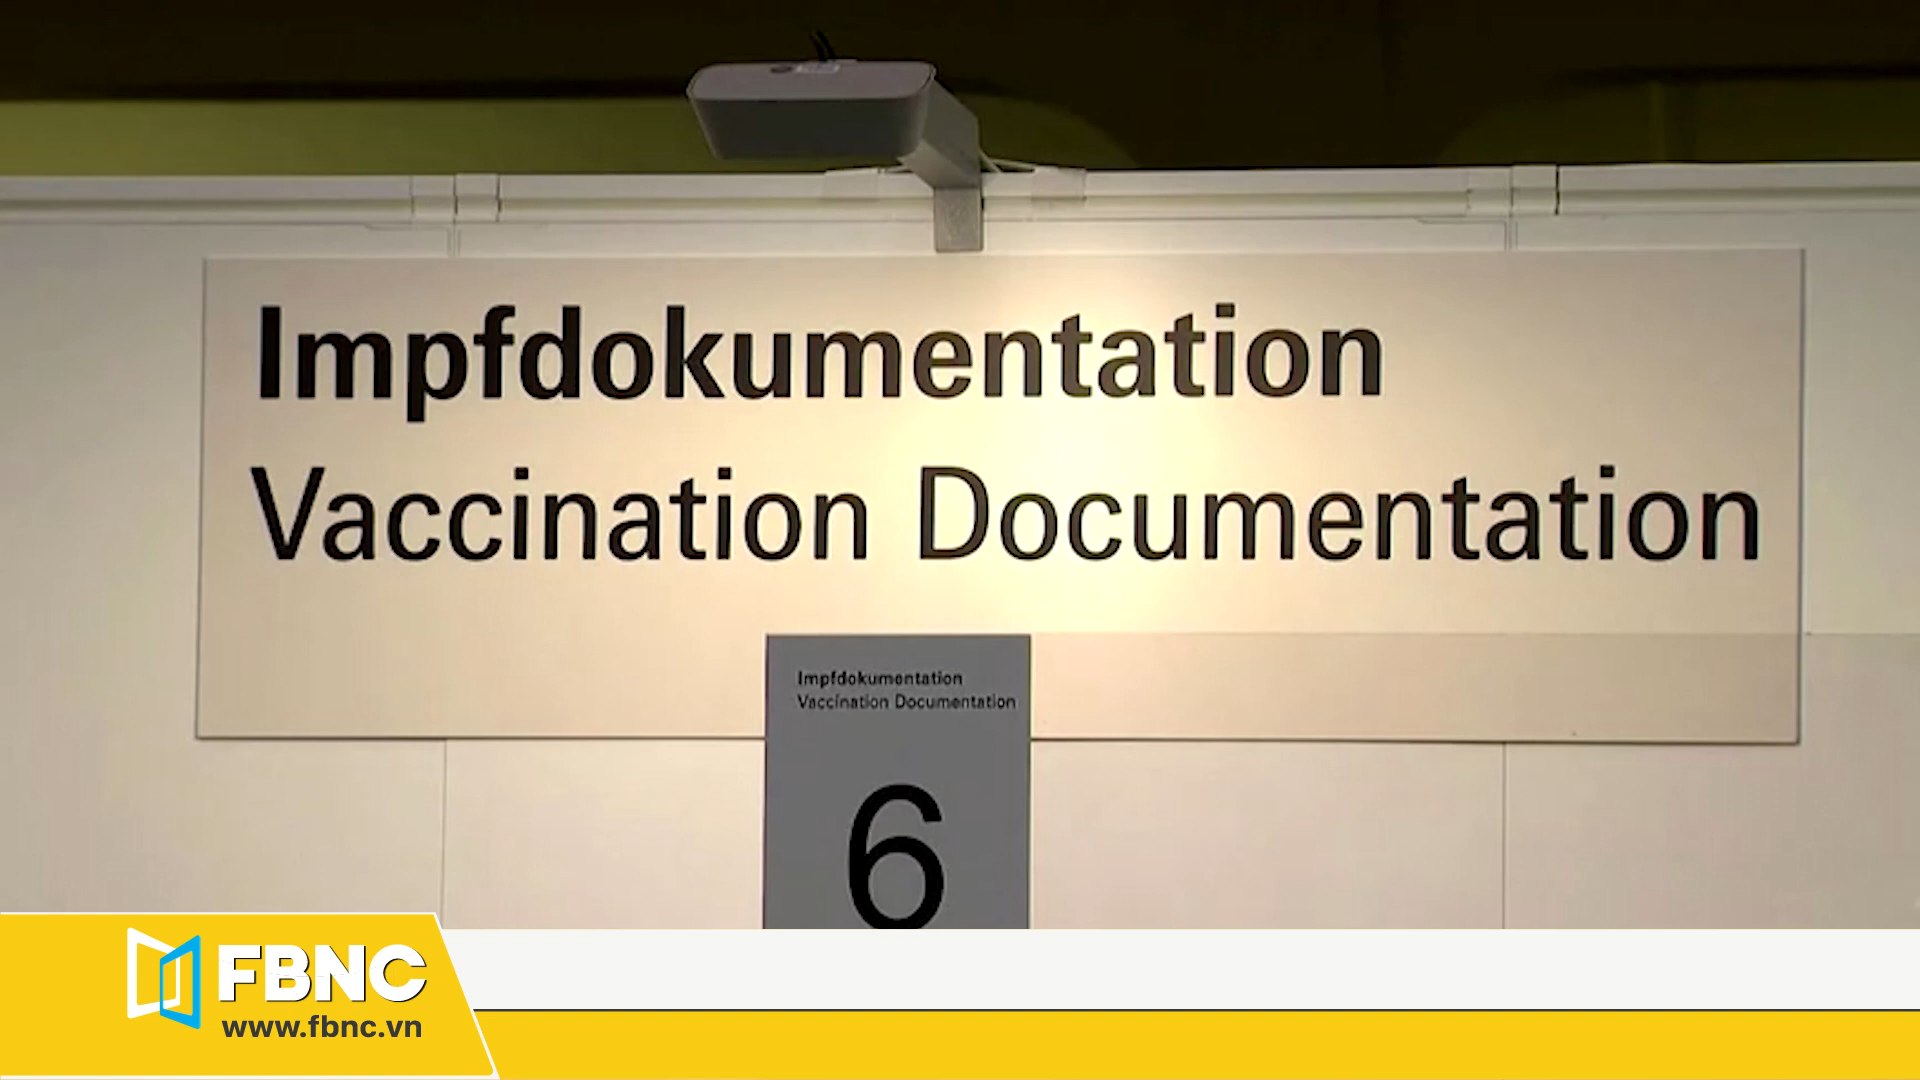 Impfdokumentation
Vaccination Documentation
Impfdokumentation
Vaccination Documentation
6
FBNC
www.fbnc.vn